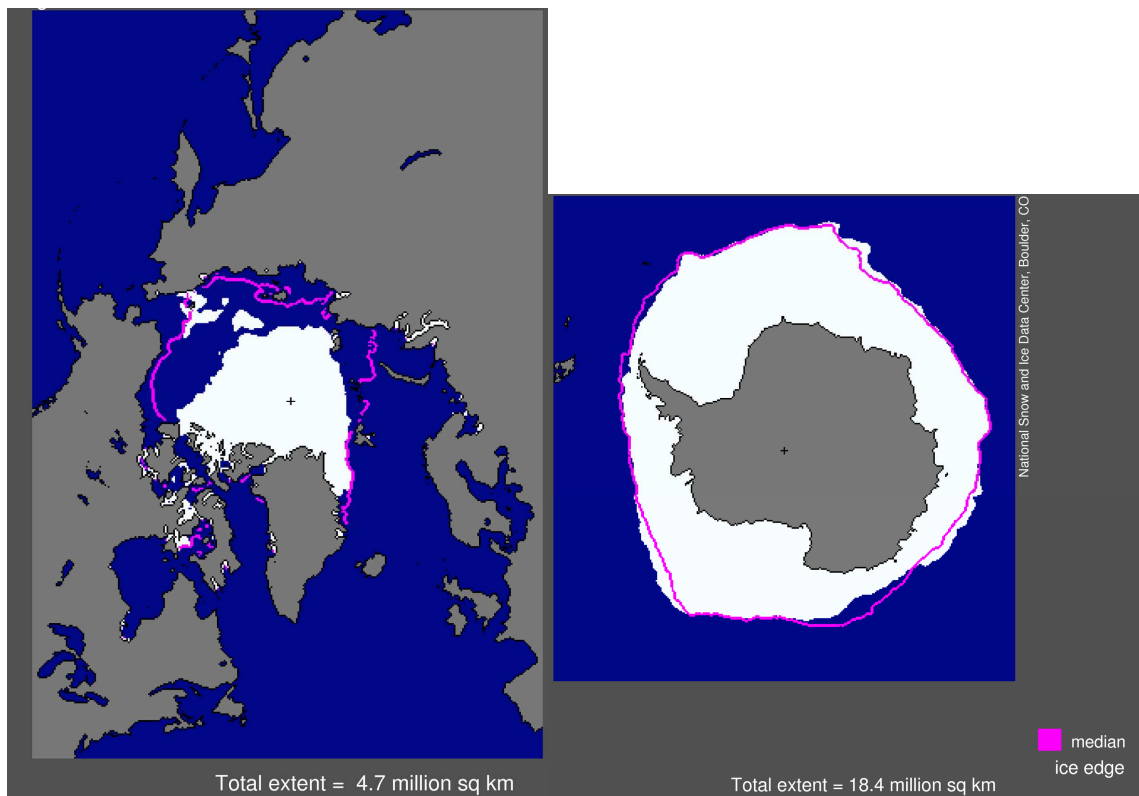 National Snow and Ice Data Center, Boulder, CO
median
ice edge
Total extent = 4.7 million sq km
Total extent = 18.4 million sq km